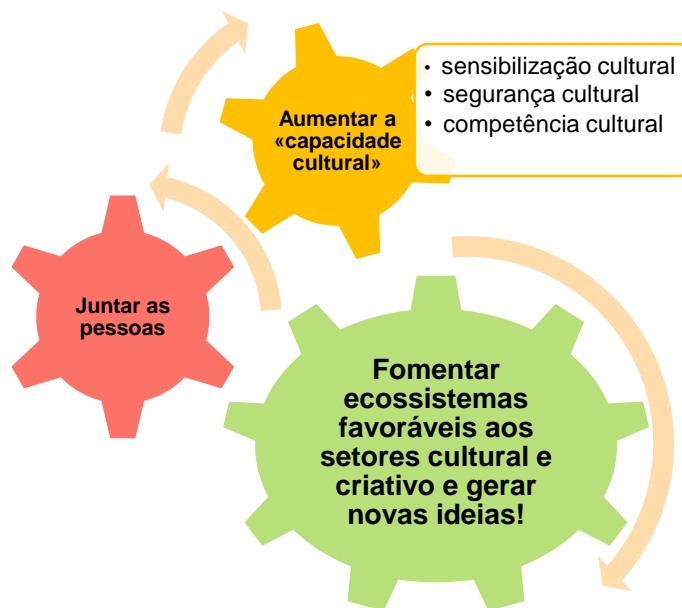 Aumentar a
«capacidade
cultural»
• sensibilização cultural
• segurança cultural
• competência cultural
Juntar as
pessoas
Fomentar
ecossistemas
favoráveis aos
setores cultural e
criativo e gerar
novas ideias!